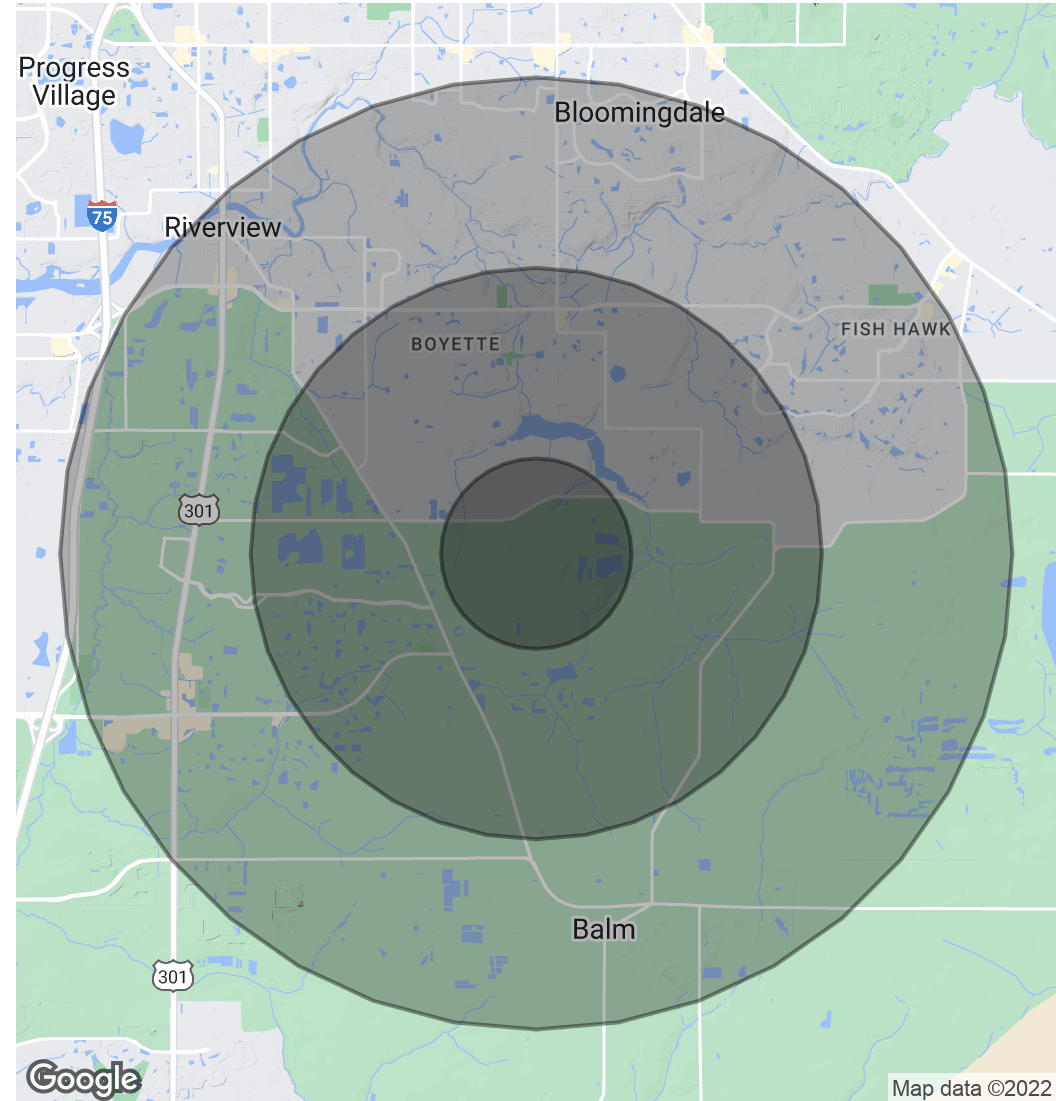 Progress
Village
Bloomingdale
75
Riverview
FISH HAWK
BOYETTE
301
Balm
301
Google
Map data ©2022